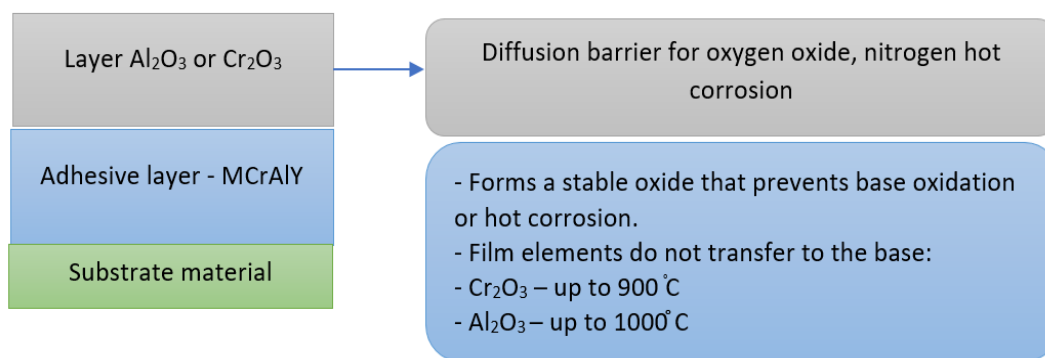 Layer Al₂O₃ or Cr₂O₃
Diffusion barrier for oxygen oxide, nitrogen hot
corrosion
Adhesive layer - MCrAlY
- Forms a stable oxide that prevents base oxidation
or hot corrosion.
- Film elements do not transfer to the base:
- Cr₂O₃ – up to 900 °C
- Al₂O₃ – up to 1000° C
Substrate material